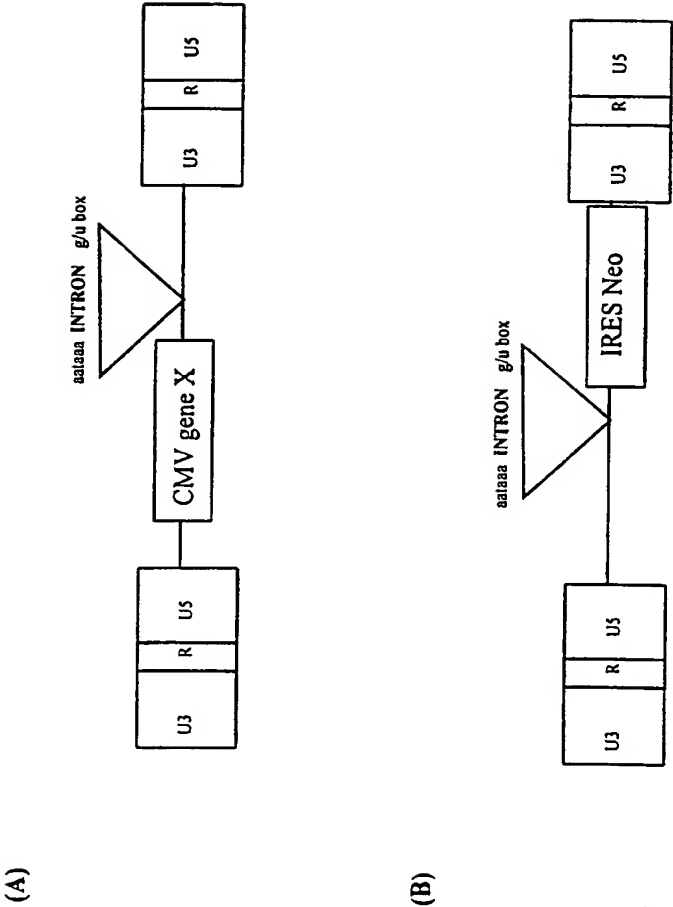 (A)
aataaa INTRON g/u box
U3 R U5
CMV gene X
U3 R U5
(B)
aataaa INTRON g/u box
U3 R U5
IRES Neo
U3 R U5